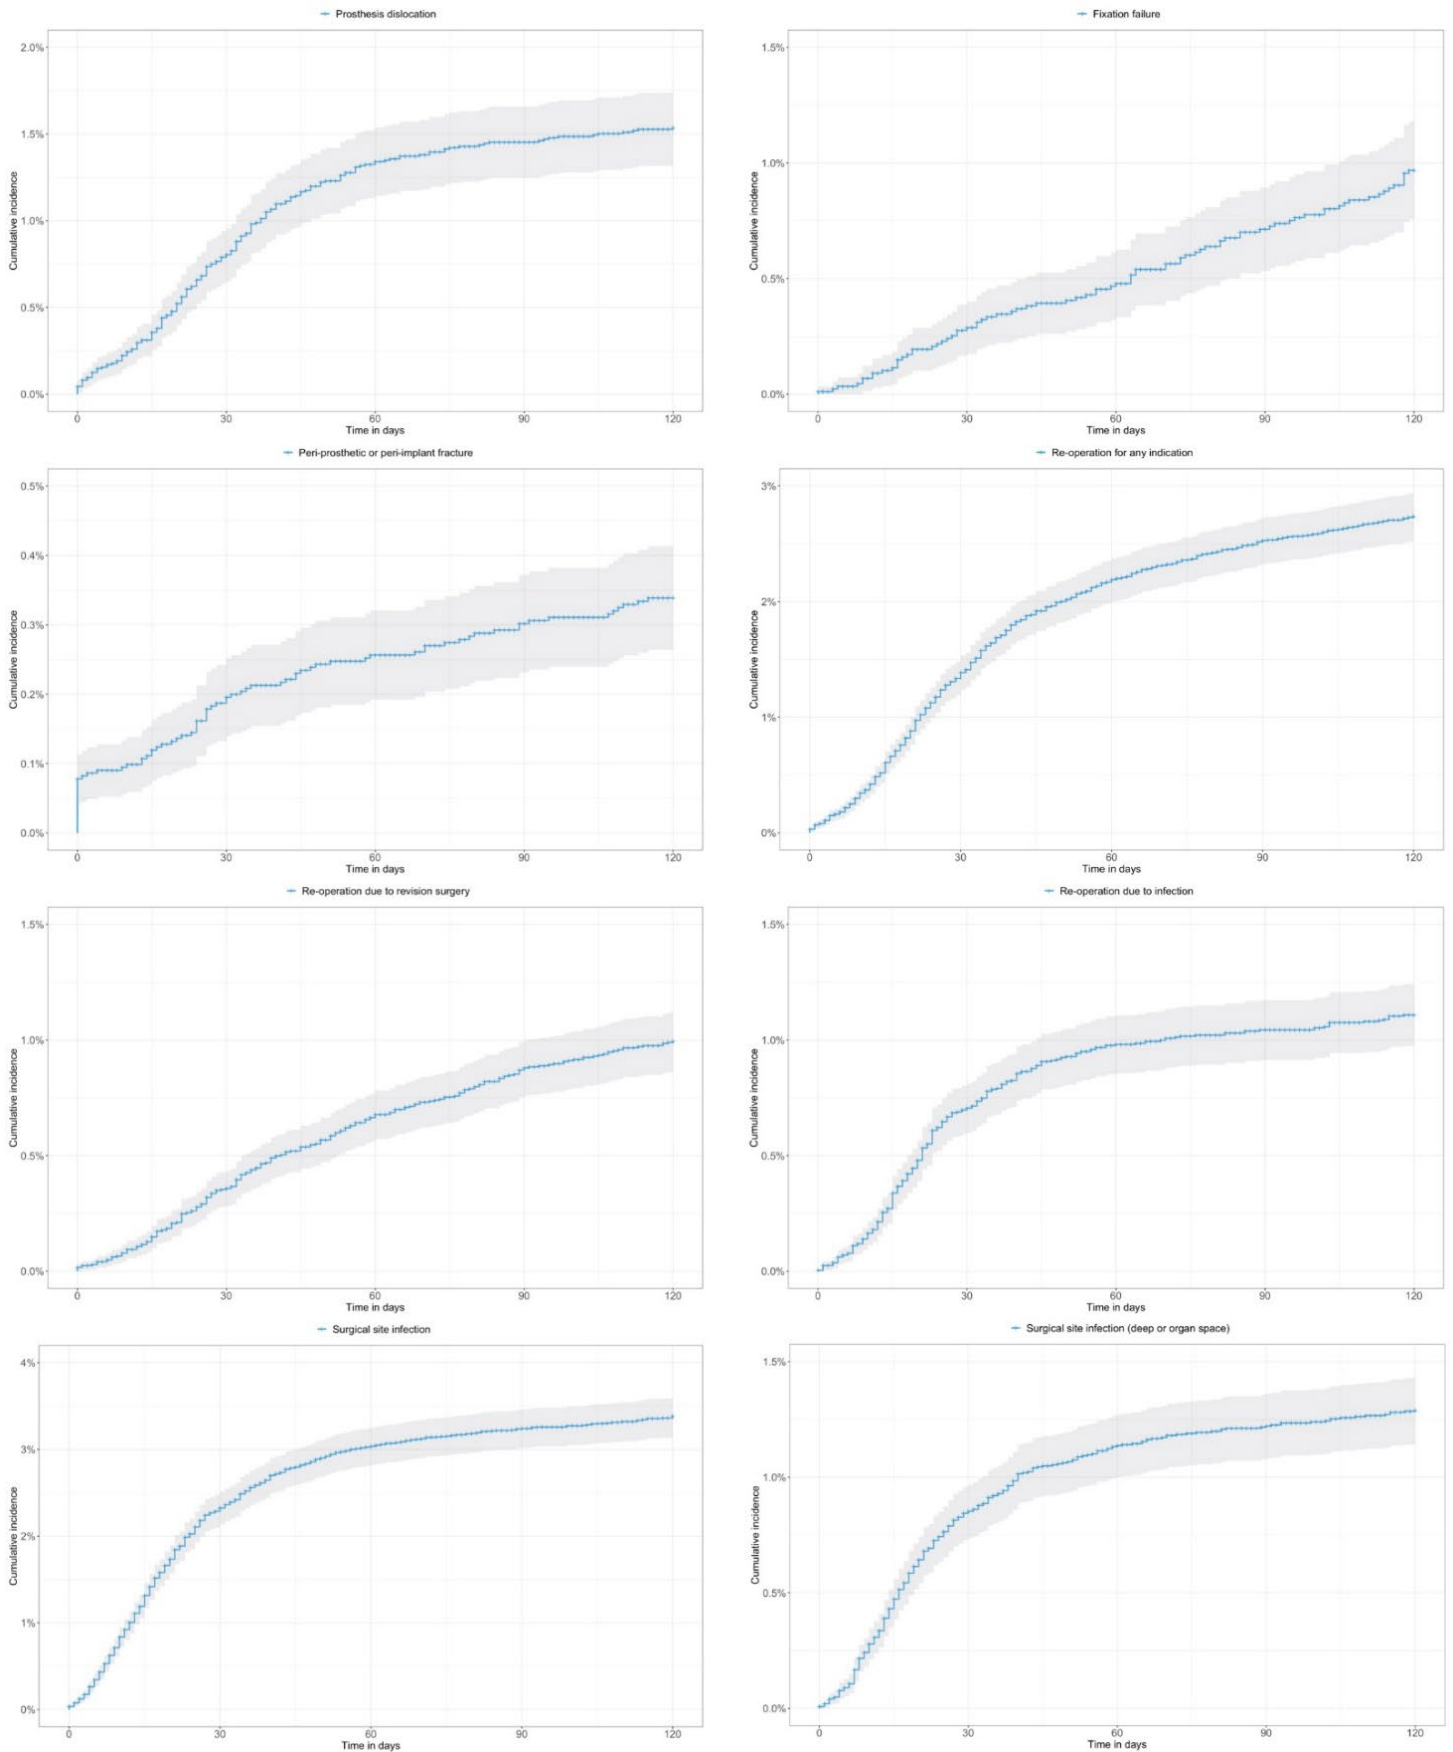 Prosthesis dislocation
2.0%
1.5%
1.0%
0.5%
0.0%
Cumulative incidence
0 30 60 90 120
Time in days
Fixation failure
1.5%
1.0%
0.5%
0.0%
Cumulative incidence
0 30 60 90 120
Time in days
Peri-prosthetic or peri-implant fracture
0.5%
0.4%
0.3%
0.2%
0.1%
0.0%
Cumulative incidence
0 30 60 90 120
Time in days
Re-operation for any indication
3%
2%
1%
0%
Cumulative incidence
0 30 60 90 120
Time in days
Re-operation due to revision surgery
1.5%
1.0%
0.5%
0.0%
Cumulative incidence
0 30 60 90 120
Time in days
Re-operation due to infection
1.5%
1.0%
0.5%
0.0%
Cumulative incidence
0 30 60 90 120
Time in days
Surgical site infection
4%
3%
2%
1%
0%
Cumulative incidence
0 30 60 90 120
Time in days
Surgical site infection (deep or organ space)
1.5%
1.0%
0.5%
0.0%
Cumulative incidence
0 30 60 90 120
Time in days